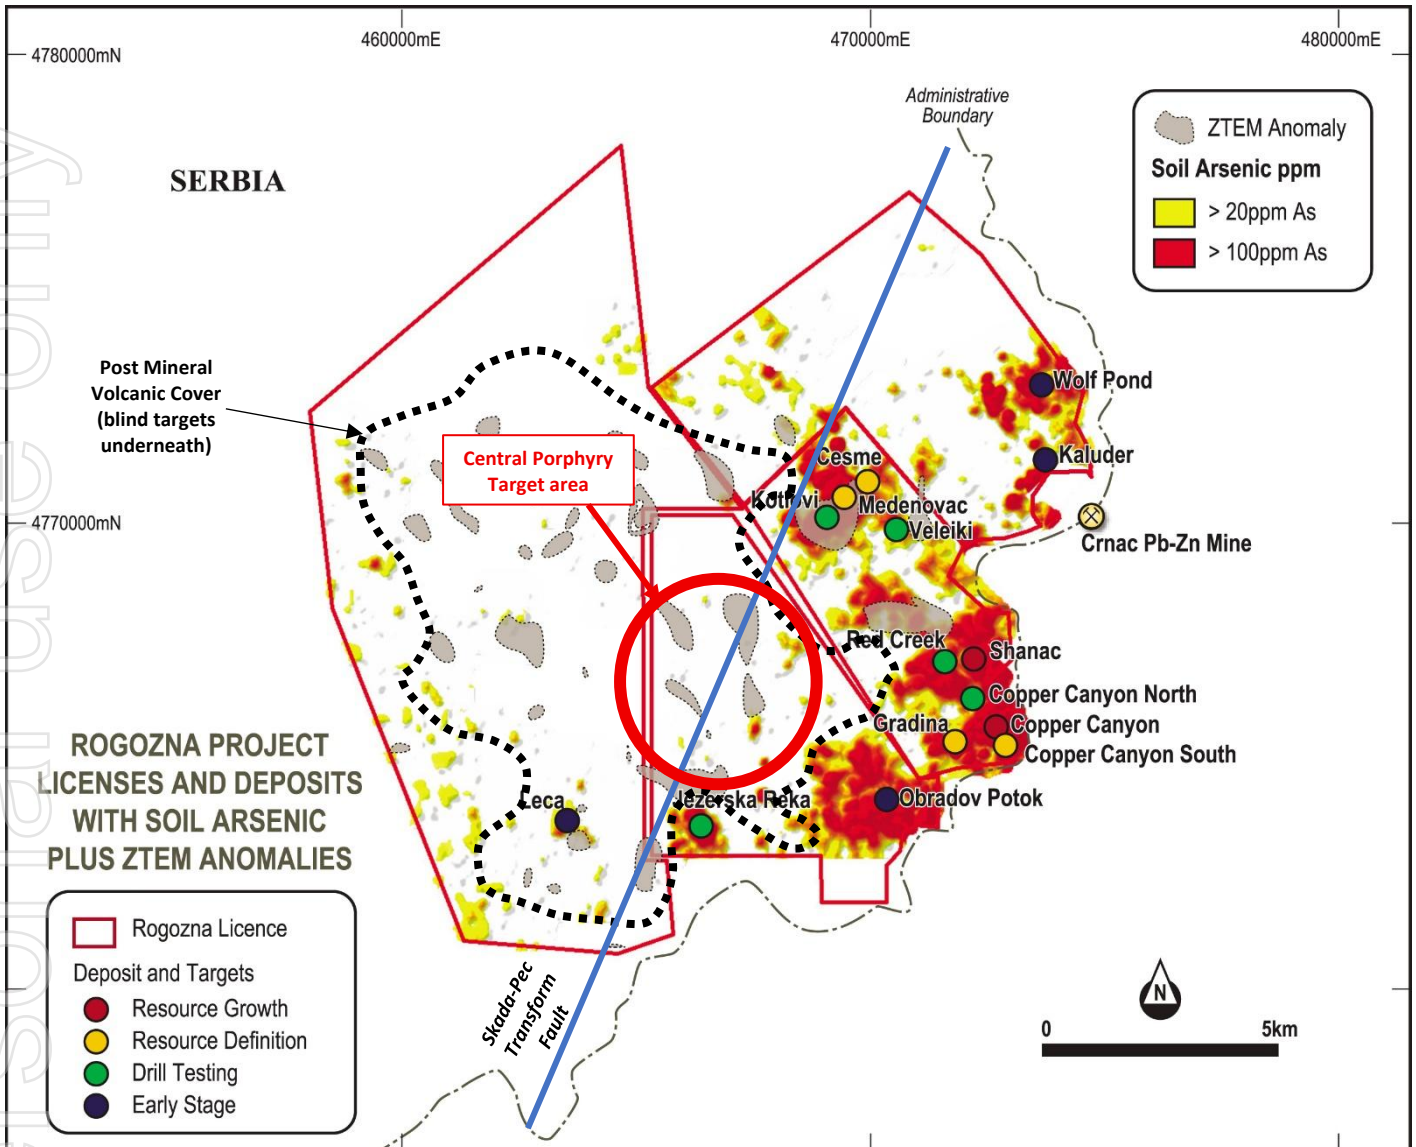 460000mE
470000mE
480000mE
4780000mN
Administrative
Boundary
ZTEM Anomaly
Soil Arsenic ppm
> 20ppm As
> 100ppm As
SERBIA
Post Mineral
Volcanic Cover
(blind targets
underneath)
Central Porphyry
Target area
Wolf Pond
Kaluder
Cesme
Kotlovi
Medenovac
Veleiki
4770000mN
Crnac Pb-Zn Mine
Red Creek
Shanac
Copper Canyon North
Gradina
Copper Canyon
Copper Canyon South
Leca
Jezerska Reka
Obradov Potok
ROGOZNA PROJECT
LICENSES AND DEPOSITS
WITH SOIL ARSENIC
PLUS ZTEM ANOMALIES
Rogozna Licence
Deposit and Targets
Resource Growth
Resource Definition
Drill Testing
Early Stage
Skada-Pec
Transform
Fault
N
0 5km
ersonal use only